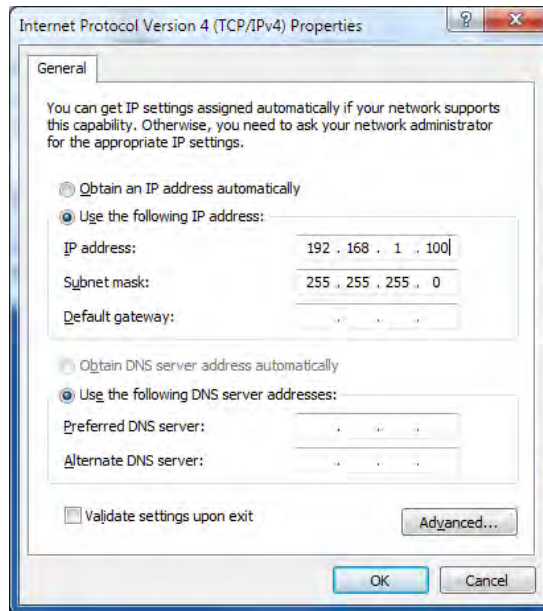 Internet Protocol Version 4 (TCP/IPv4) Properties
General
You can get IP settings assigned automatically if your network supports
this capability. Otherwise, you need to ask your network administrator
for the appropriate IP settings.
Obtain an IP address automatically
Use the following IP address:
IP address: 192 . 168 . 1 . 100
Subnet mask: 255 . 255 . 255 . 0
Default gateway: . . .
Obtain DNS server address automatically
Use the following DNS server addresses:
Preferred DNS server: . . .
Alternate DNS server: . . .
Validate settings upon exit
Advanced...
OK Cancel